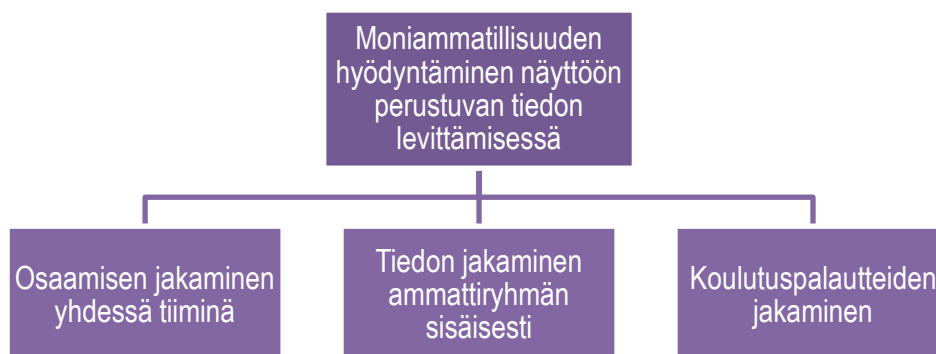 Moniammatillisuuden
hyödyntäminen näyttöön
perustuvan tiedon
levittämisessä
Osaamisen jakaminen
yhdessä tiiminä
Tiedon jakaminen
ammattiryhmän
sisäisesti
Koulutuspalautteiden
jakaminen